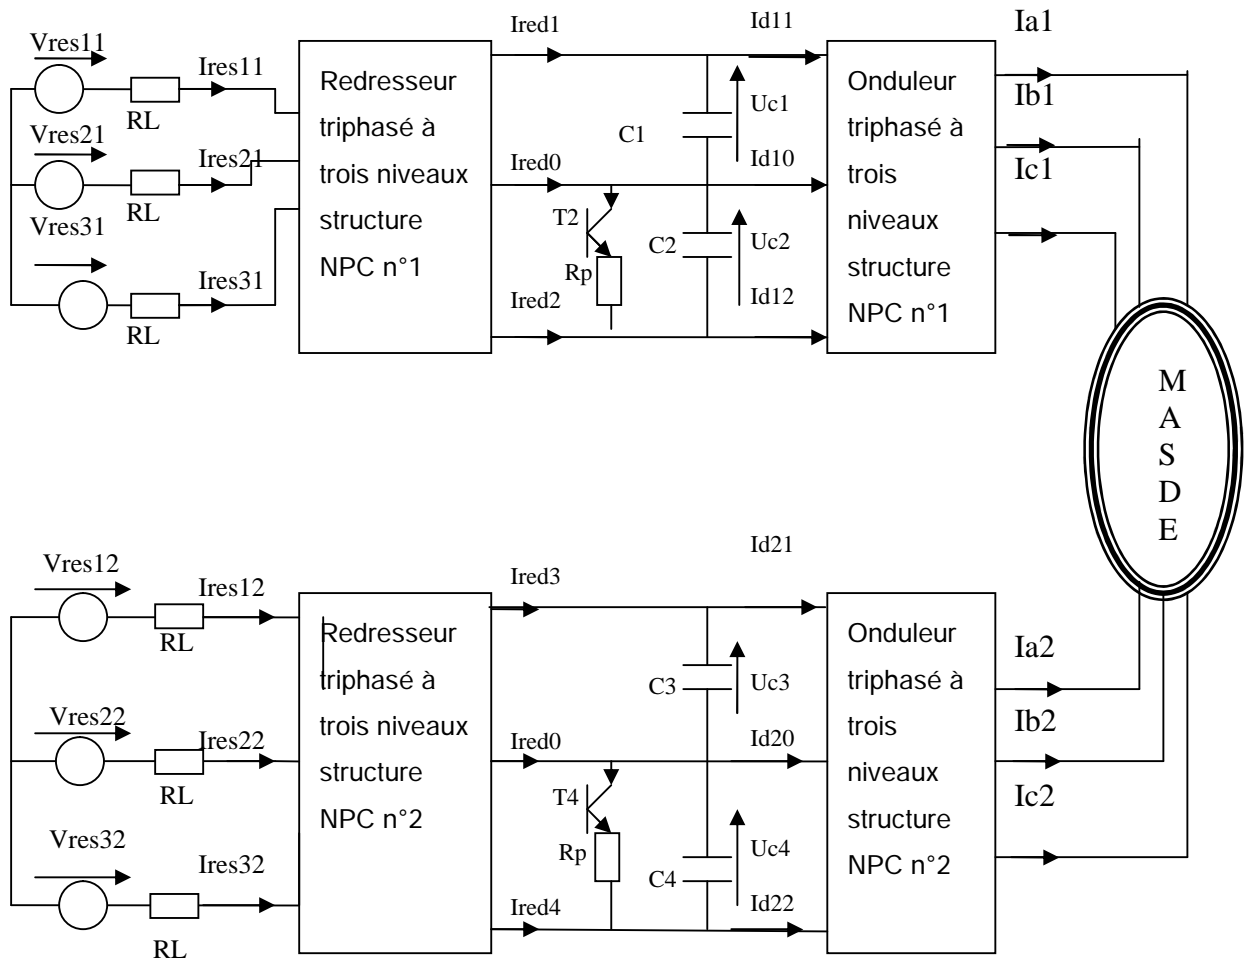 Vres11
Ires11
RL
Vres21
Ires21
RL
Vres31
Ires31
RL
Redresseur
triphasé à
trois niveaux
structure
NPC n°1
Ired1
Ired0
Ired2
T2
Rp
C1
C2
Id11
Uc1
Id10
Uc2
Id12
Onduleur
triphasé à
trois
niveaux
structure
NPC n°1
Ia1
Ib1
Ic1
M
A
S
D
E
Vres12
Ires12
RL
Vres22
Ires22
RL
Vres32
Ires32
RL
Redresseur
triphasé à
trois niveaux
structure
NPC n°2
Ired3
Ired0
Ired4
T4
Rp
C3
C4
Id21
Uc3
Id20
Uc4
Id22
Onduleur
triphasé à
trois
niveaux
structure
NPC n°2
Ia2
Ib2
Ic2